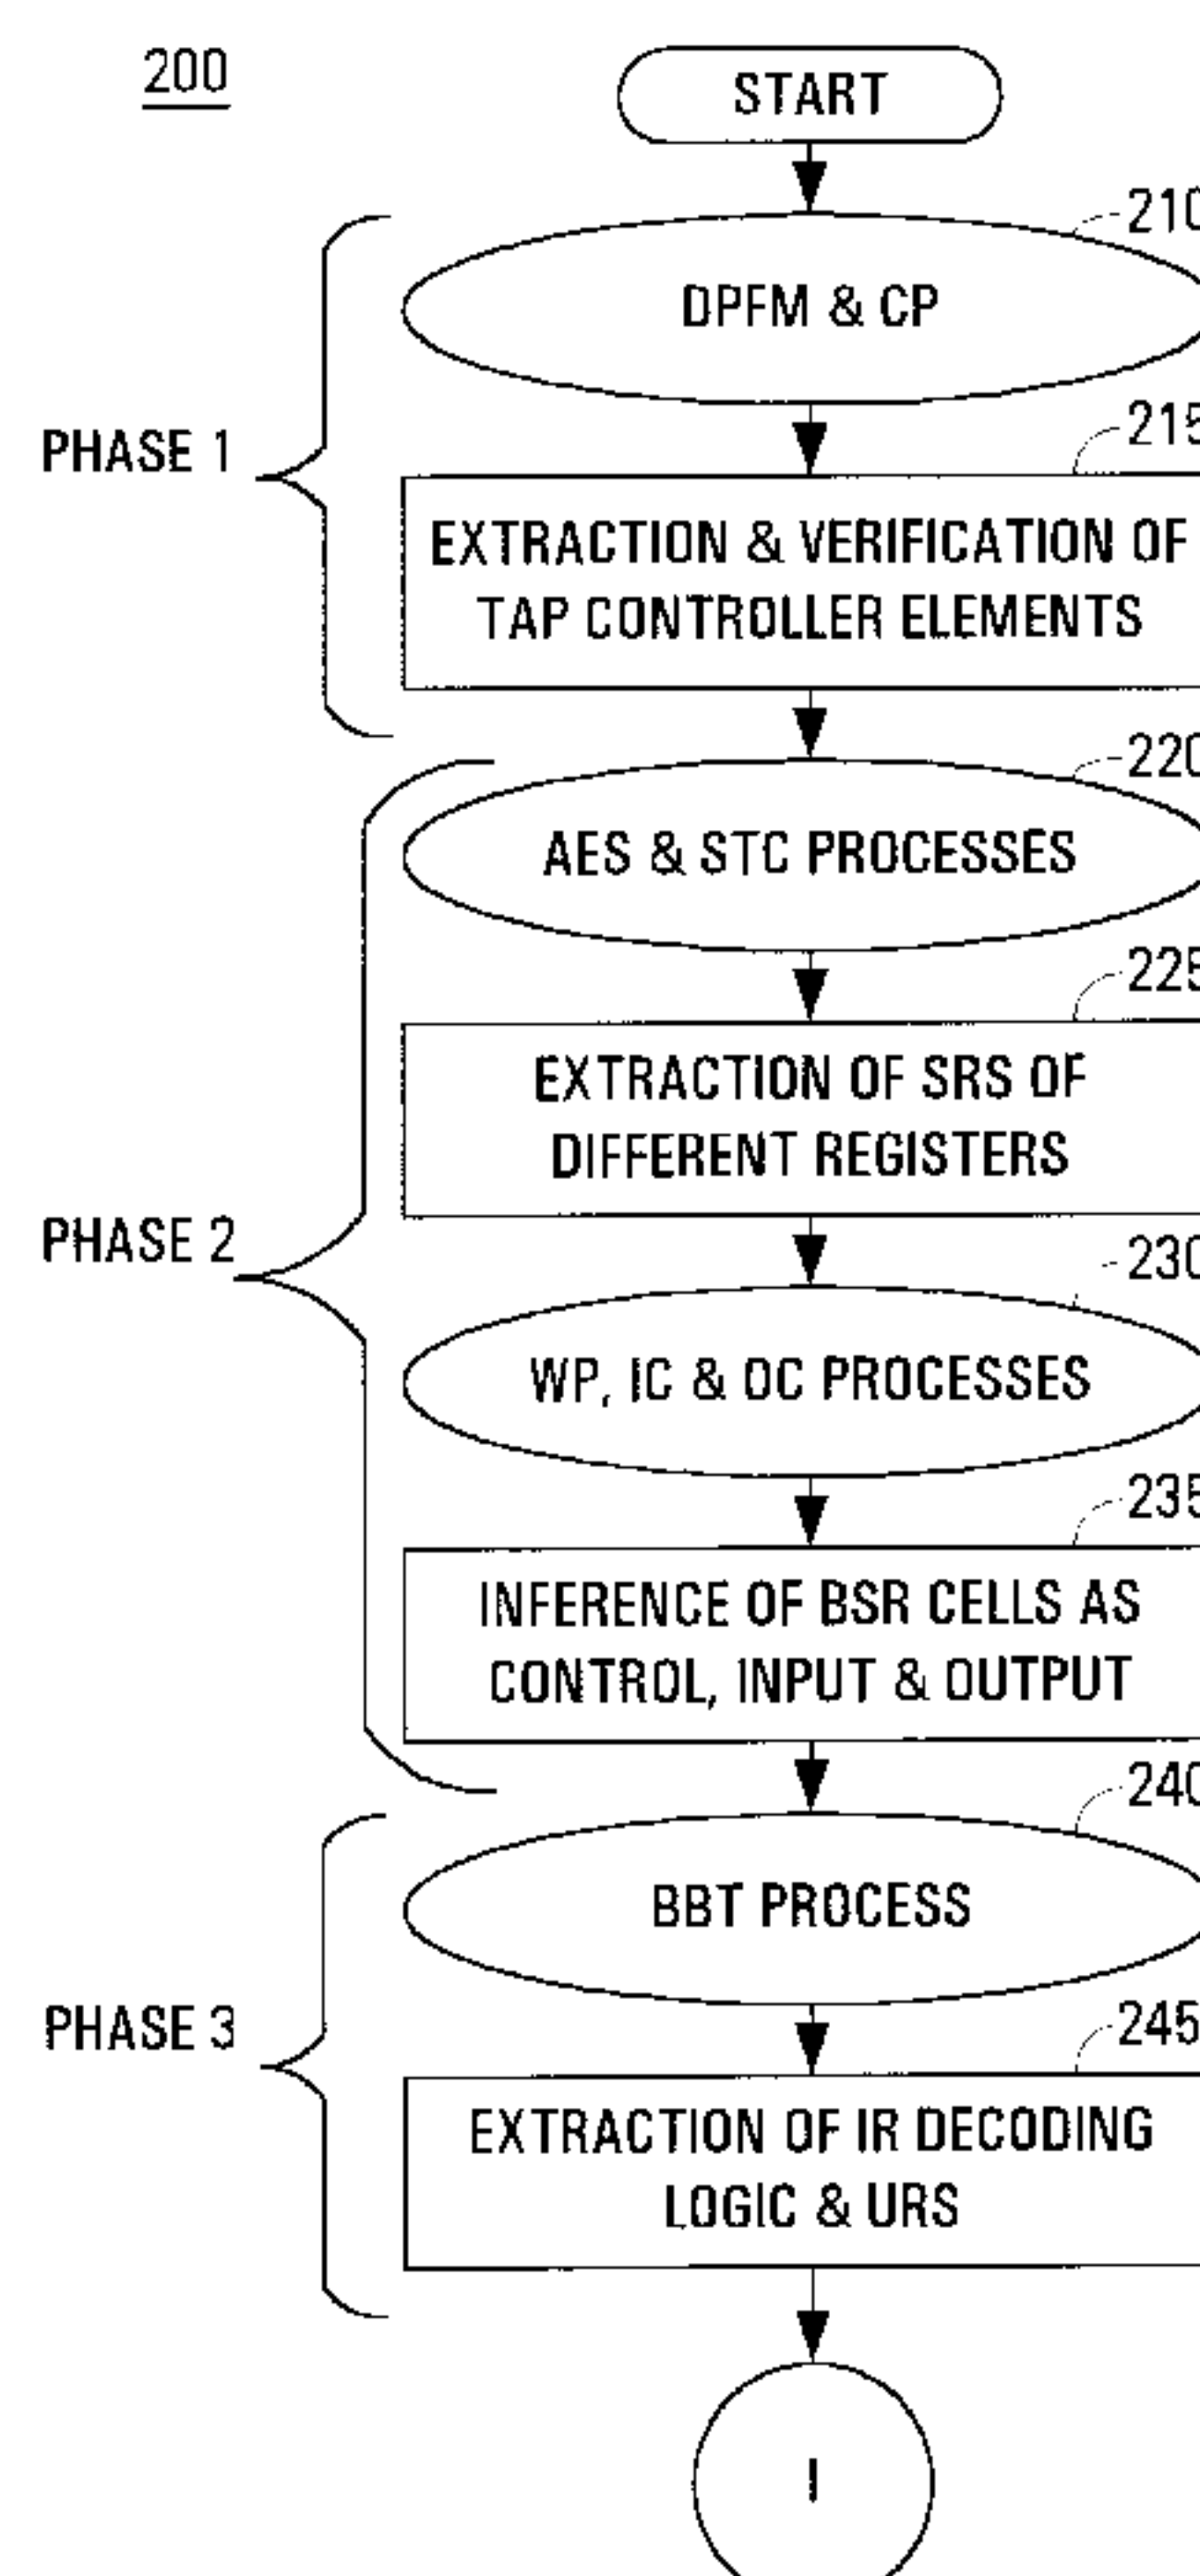 200
START
210
DPFM & CP
215
PHASE 1
EXTRACTION & VERIFICATION OF
TAP CONTROLLER ELEMENTS
220
AES & STC PROCESSES
225
EXTRACTION OF SRS OF
DIFFERENT REGISTERS
PHASE 2
230
WP, IC & OC PROCESSES
235
INFERENCE OF BSR CELLS AS
CONTROL, INPUT & OUTPUT
240
BBT PROCESS
PHASE 3
245
EXTRACTION OF IR DECODING
LOGIC & URS
I